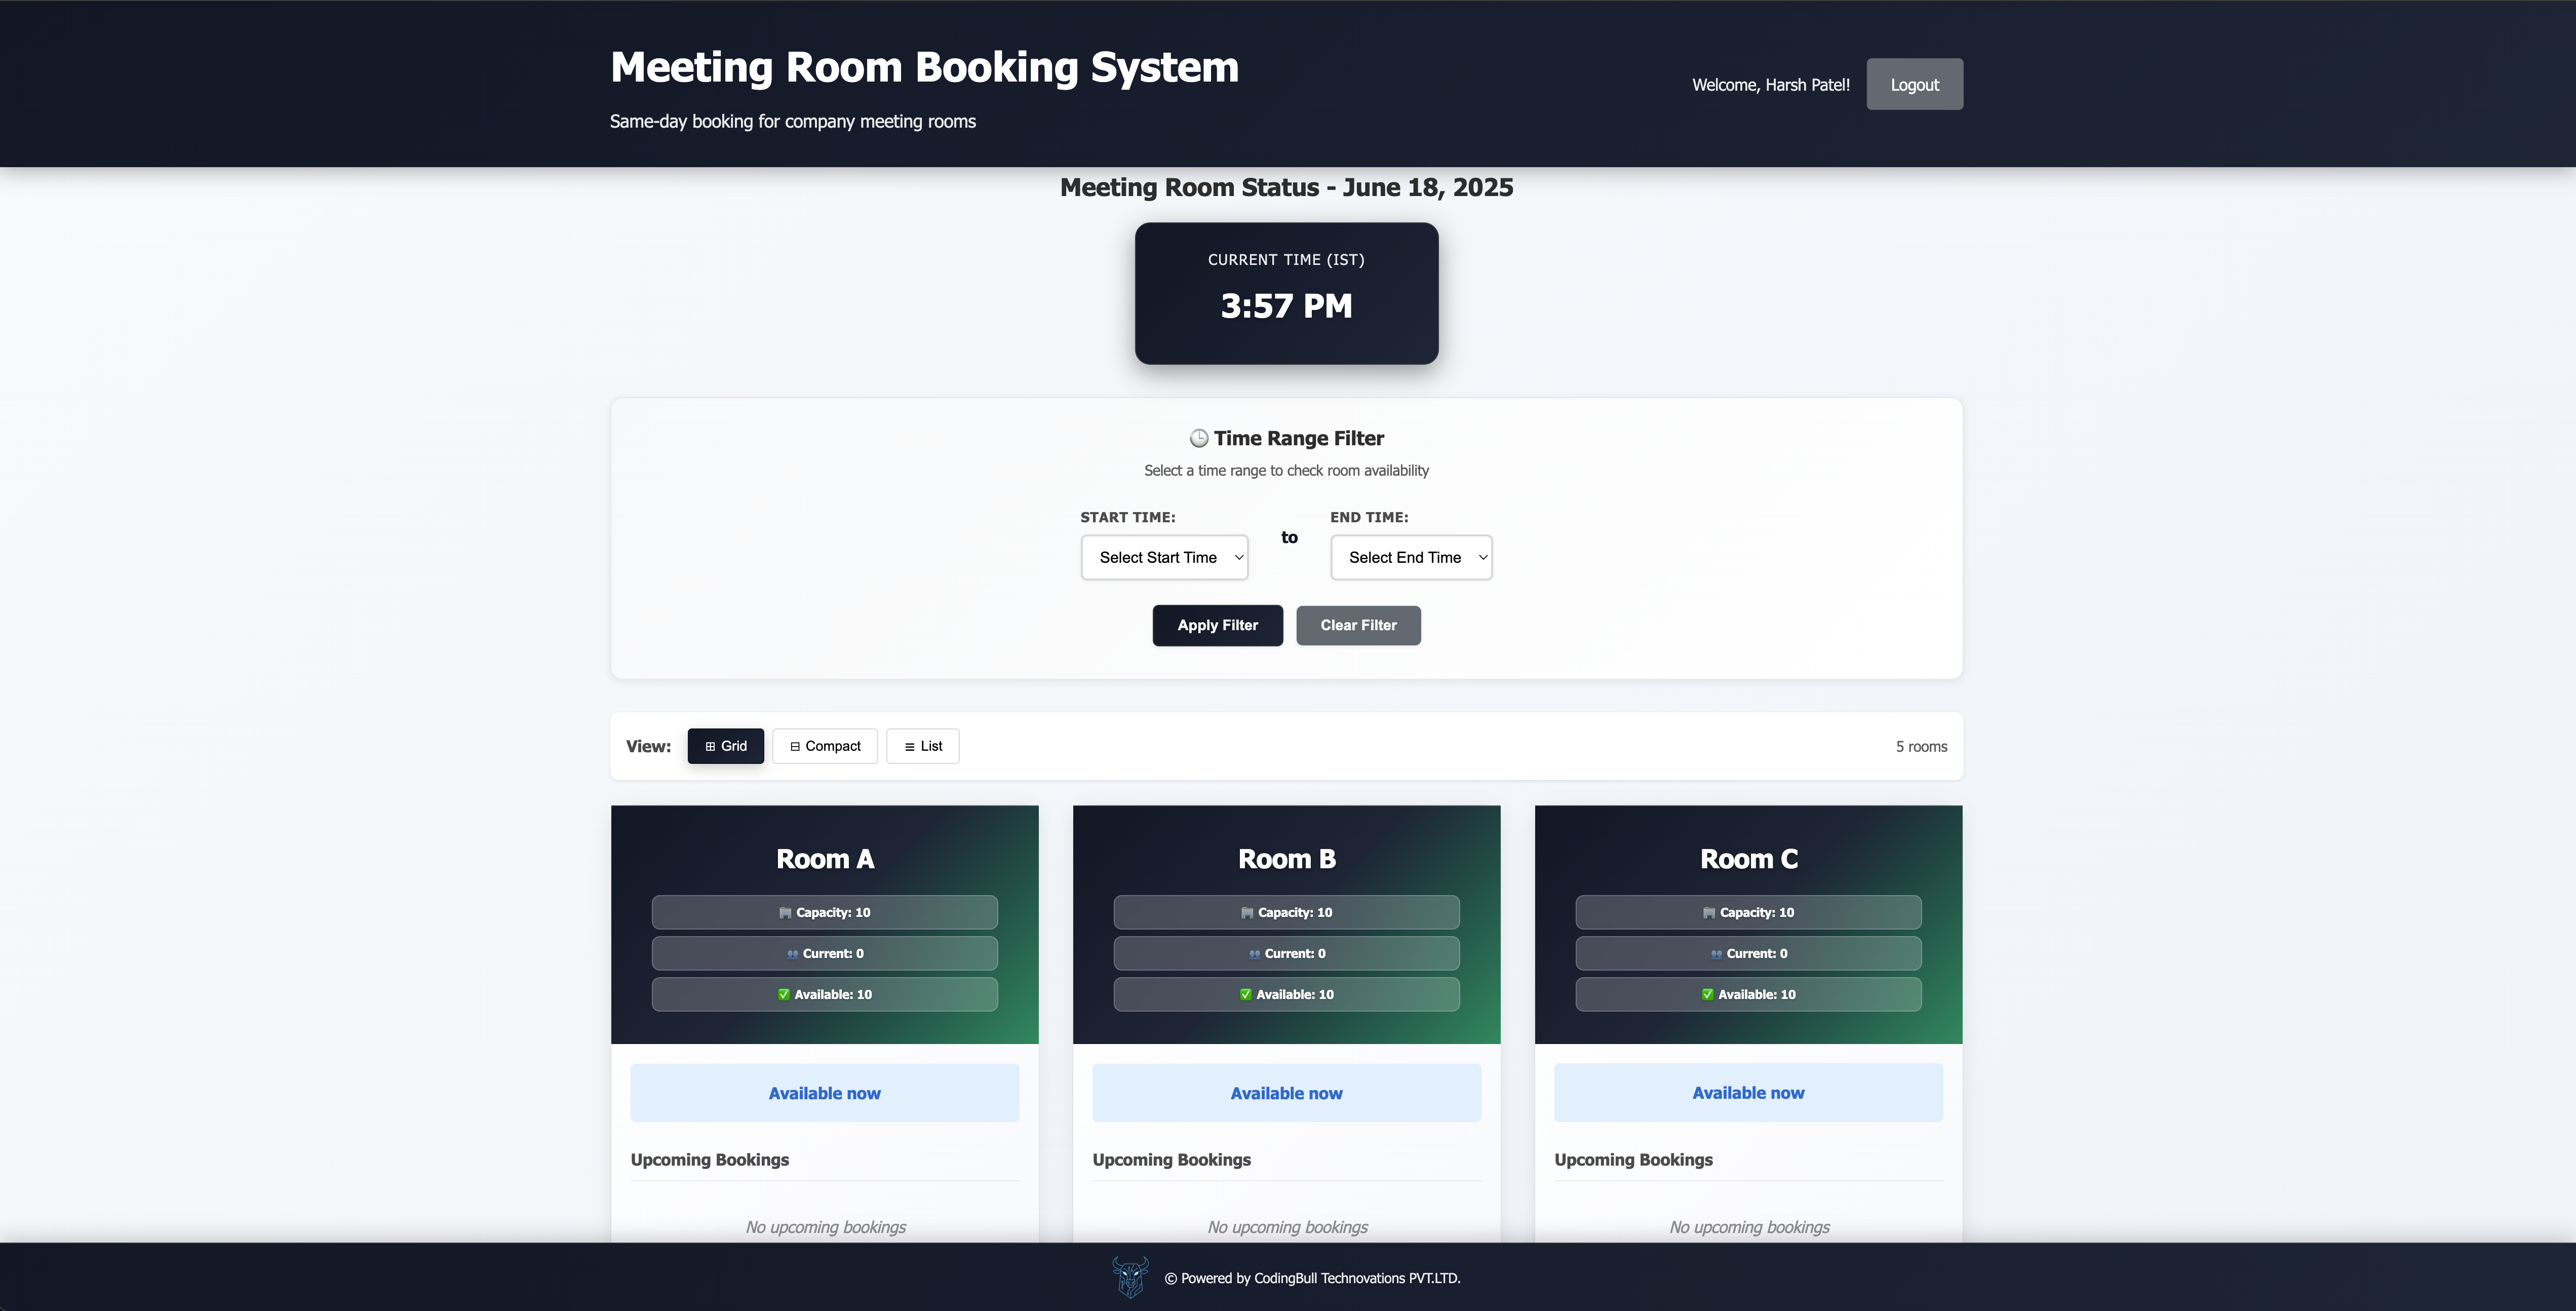 Meeting Room Booking System
Same-day booking for company meeting rooms
Welcome, Harsh Patel!
Logout
Meeting Room Status - June 18, 2025
CURRENT TIME (IST)
3:57 PM
Time Range Filter
Select a time range to check room availability
START TIME:
Select Start Time
to
END TIME:
Select End Time
Apply Filter
Clear Filter
View:
Grid
Compact
List
5 rooms
Room A
Capacity: 10
Current: 0
Available: 10
Available now
Upcoming Bookings
No upcoming bookings
Room B
Capacity: 10
Current: 0
Available: 10
Available now
Upcoming Bookings
No upcoming bookings
Room C
Capacity: 10
Current: 0
Available: 10
Available now
Upcoming Bookings
No upcoming bookings
© Powered by CodingBull Technovations PVT.LTD.